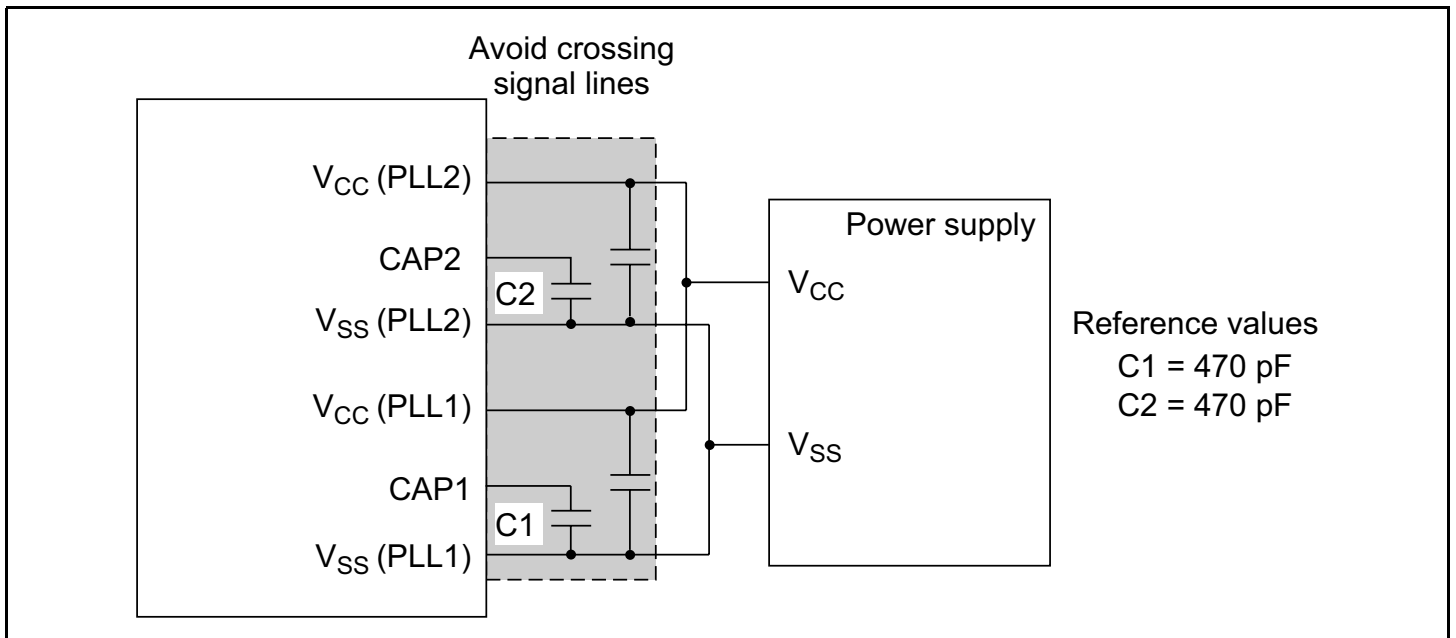 Avoid crossing
signal lines
VCC (PLL2)
CAP2
C2
VSS (PLL2)
VCC (PLL1)
CAP1
C1
VSS (PLL1)
Power supply
VCC
VSS
Reference values
C1 = 470 pF
C2 = 470 pF